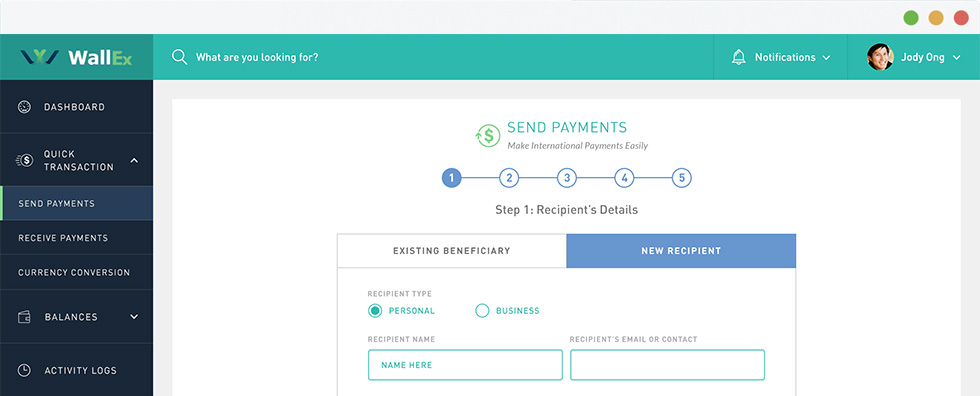 WallEx
What are you looking for?
Notifications
Jody Ong
DASHBOARD
QUICK
TRANSACTION
SEND PAYMENTS
RECEIVE PAYMENTS
CURRENCY CONVERSION
BALANCES
ACTIVITY LOGS
$ SEND PAYMENTS
Make International Payments Easily
1 2 3 4 5
Step 1: Recipient's Details
EXISTING BENEFICIARY NEW RECIPIENT
RECIPIENT TYPE
PERSONAL BUSINESS
RECIPIENT NAME RECIPIENT'S EMAIL OR CONTACT
NAME HERE